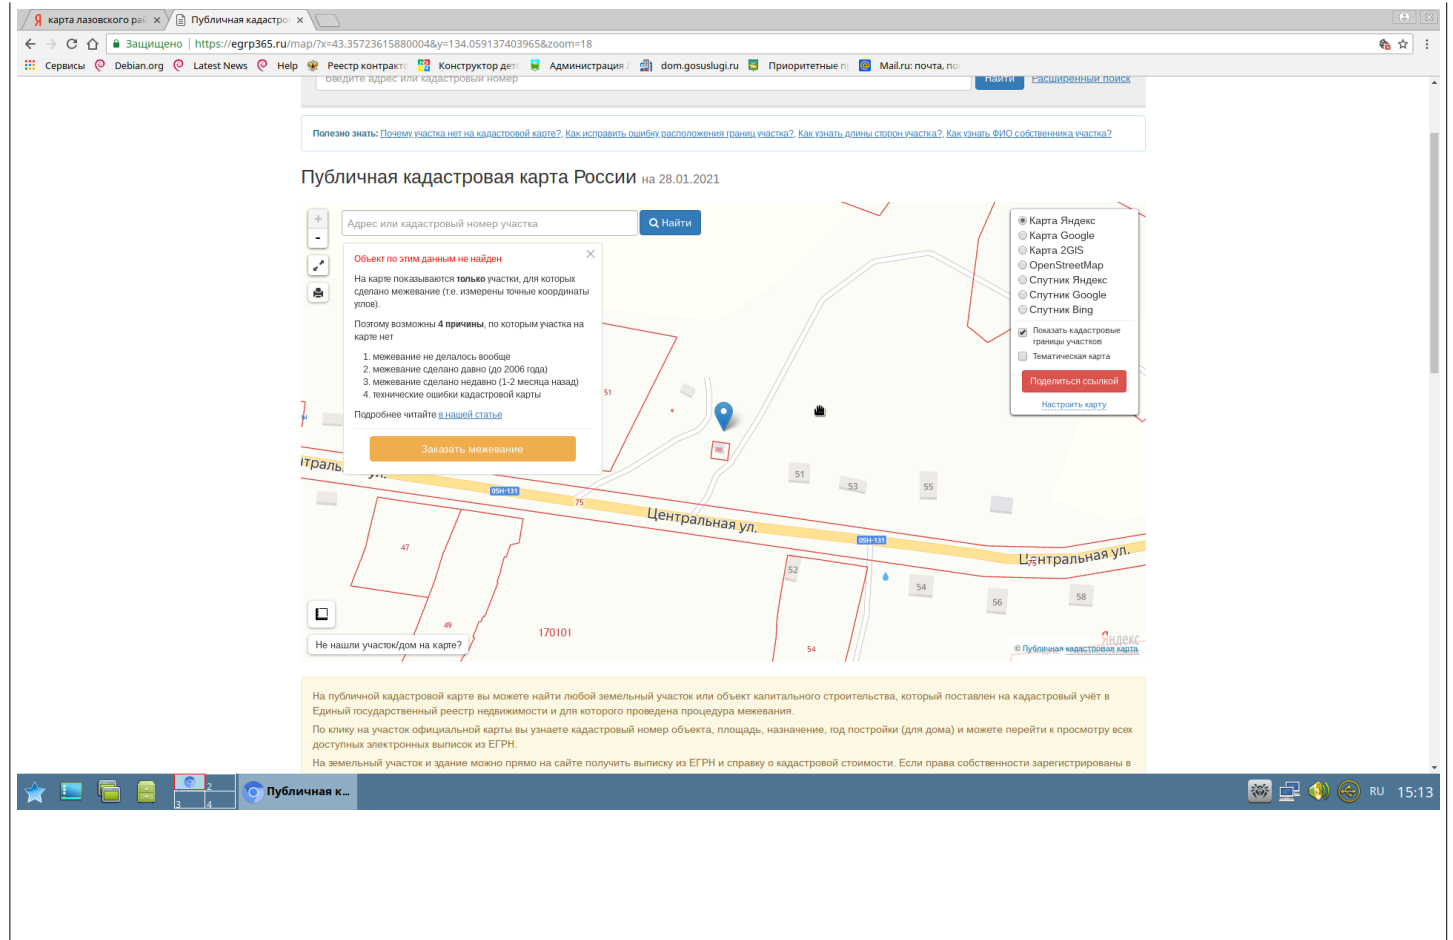 карта лазовского рай
Публичная кадастро
Защищено
https://egrp365.ru/map/?x=43.35723615880004&y=134.059137403965&zoom=18
Сервисы
Debian.org
Latest News
Help
Реестр контракто
Конструктор дет
Администрация
dom.gosuslugi.ru
Приоритетные п
Mail.ru: почта, по
Введите адрес или кадастровый номер
Найти
Расширенный поиск
Полезно знать: Почему участка нет на кадастровой карте?, Как исправить ошибку расположения границ участка?, Как узнать длины сторон участка?, Как узнать ФИО собственника участка?
Публичная кадастровая карта России на 28.01.2021
+
-
Адрес или кадастровый номер участка
Найти
Объект по этим данным не найден
На карте показываются только участки, для которых
сделано межевание (т.е. измерены точные координаты
углов).
Поэтому возможны 4 причины, по которым участка на
карте нет
1. межевание не делалось вообще
2. межевание сделано давно (до 2006 года)
3. межевание сделано недавно (1-2 месяца назад)
4. технические ошибки кадастровой карты
Подробнее читайте в нашей статье
Заказать межевание
Карта Яндекс
Карта Google
Карта 2GIS
OpenStreetMap
Спутник Яндекс
Спутник Google
Спутник Bing
Показать кадастровые
границы участков
Тематическая карта
Поделиться ссылкой
Настроить карту
51
51
53
55
05Н-131
75
Центральная ул.
05Н-131
Центральная ул.
75
47
52
54
56
58
49
170101
54
Не нашли участок/дом на карте?
Яндекс
© Публичная кадастровая карта
На публичной кадастровой карте вы можете найти любой земельный участок или объект капитального строительства, который поставлен на кадастровый учёт в
Единый государственный реестр недвижимости и для которого проведена процедура межевания.
По клику на участок официальной карты вы узнаете кадастровый номер объекта, площадь, назначение, год постройки (для дома) и можете перейти к просмотру всех
доступных электронных выписок из ЕГРН.
На земельный участок и здание можно прямо на сайте получить выписку из ЕГРН и справку о кадастровой стоимости. Если права собственности зарегистрированы в
2
3
4
Публичная к...
RU
15:13